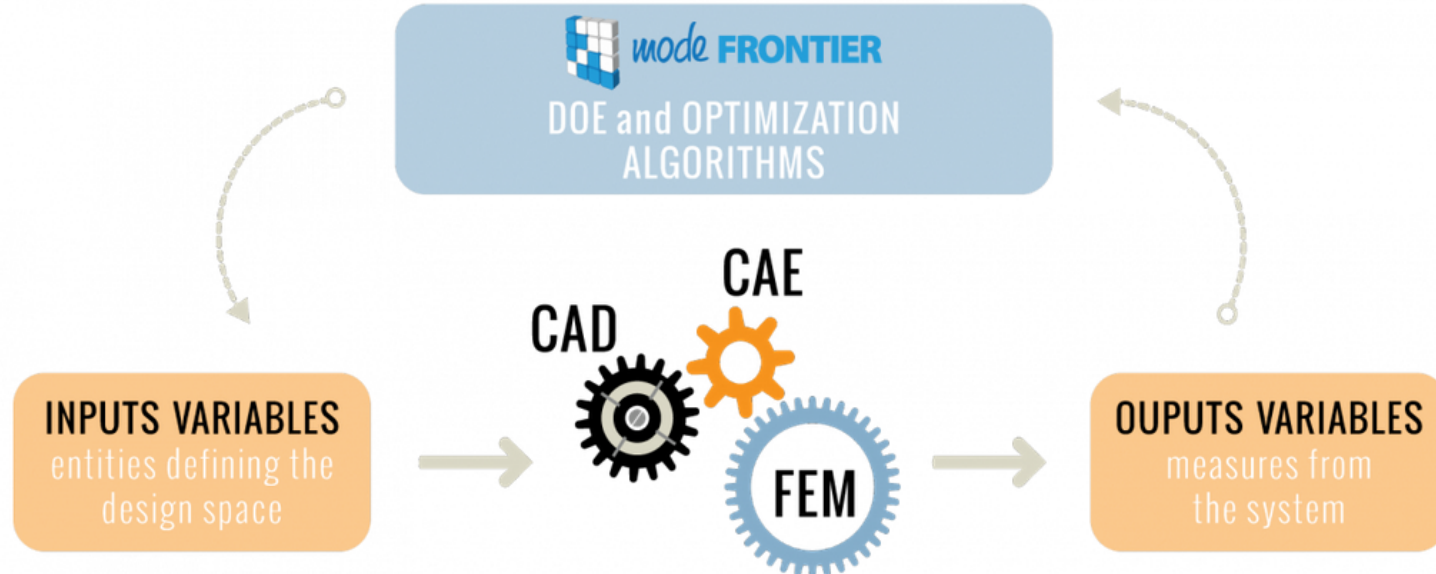 mode FRONTIER
DOE and OPTIMIZATION
ALGORITHMS
CAE
CAD
FEM
INPUTS VARIABLES
entities defining the
design space
OUPUTS VARIABLES
measures from
the system